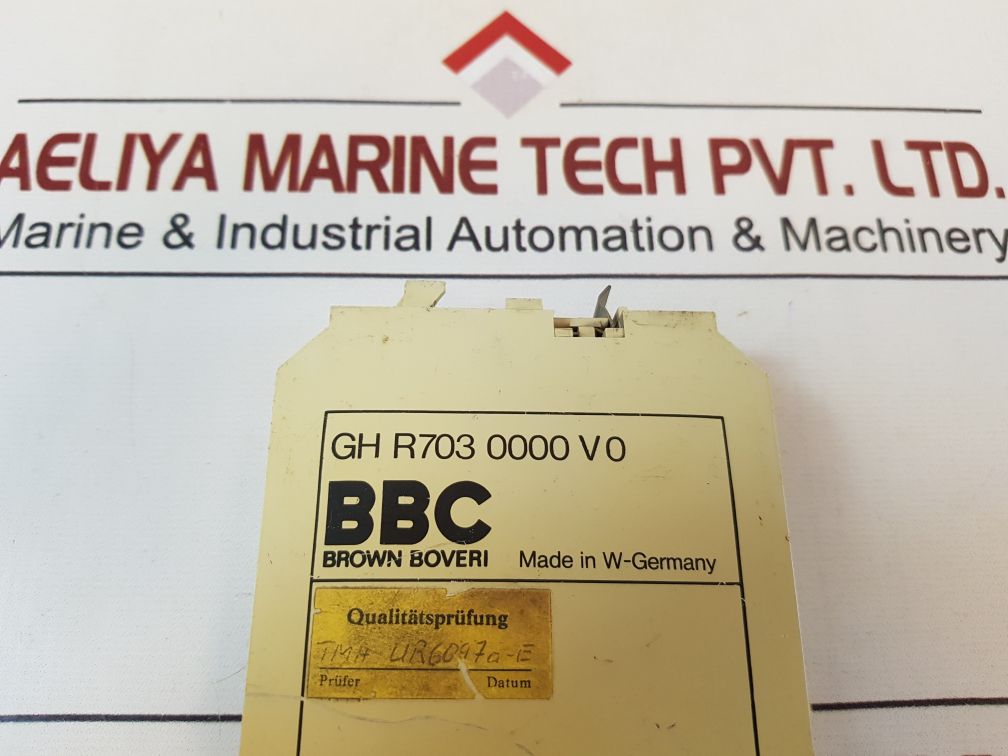 AELIYA MARINE TECH PVT. LTD.
Marine & Industrial Automation & Machinery
GH R703 0000 V0
BBC
BROWN BOVERI Made in W-Germany
Qualitätsprüfung
Prüfer Datum